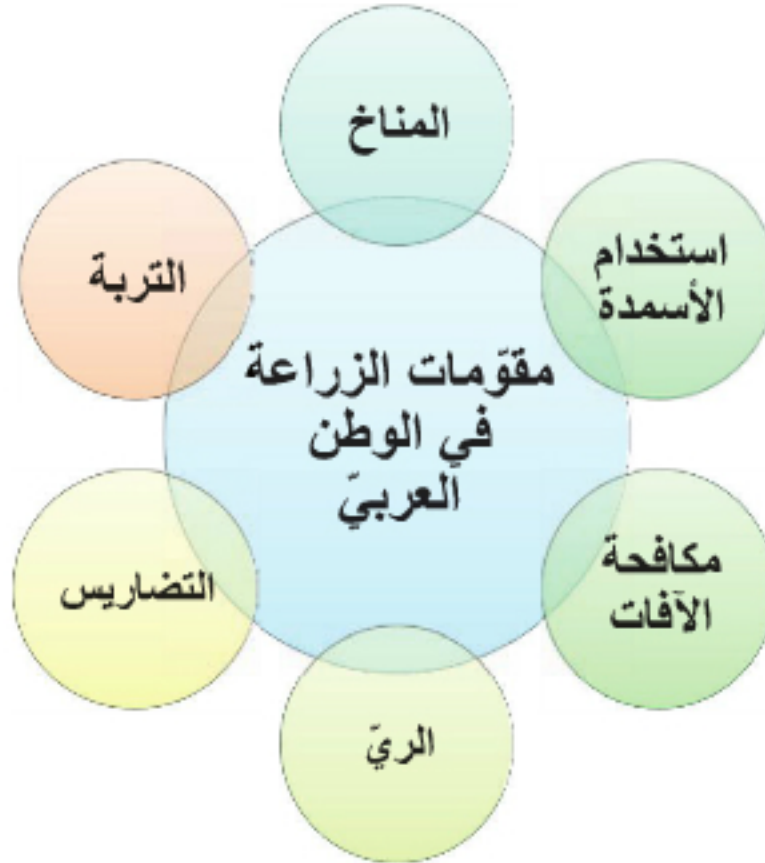 المناخ
استخدام
الأسمدة
التربة
مقوّمات الزراعة
في الوطن
العربيّ
مكافحة
الآفات
التضاريس
الريّ